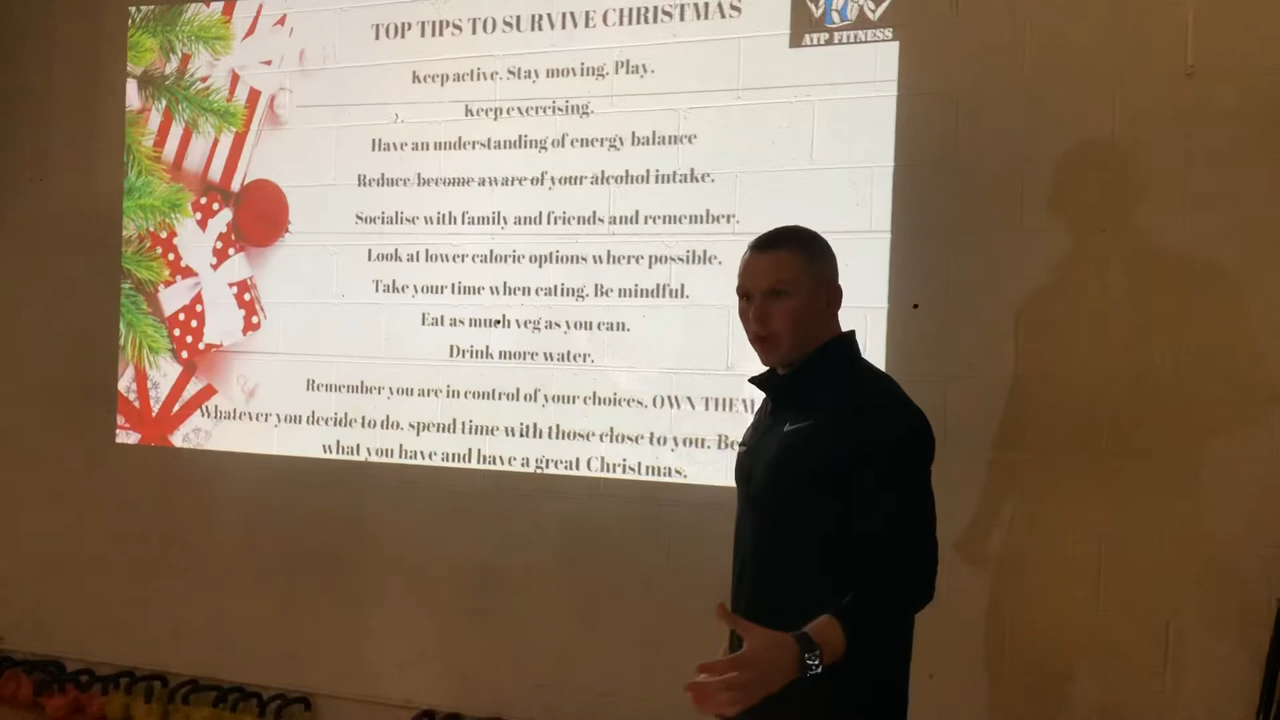 TOP TIPS TO SURVIVE CHRISTMAS
ATP FITNESS
Keep active. Stay moving. Play.
Keep exercising.
Have an understanding of energy balance
Reduce/become aware of your alcohol intake.
Socialise with family and friends and remember.
Look at lower calorie options where possible.
Take your time when eating. Be mindful.
Eat as much veg as you can.
Drink more water.
Remember you are in control of your choices. OWN THEM
Whatever you decide to do, spend time with those close to you. Be
what you have and have a great Christmas.